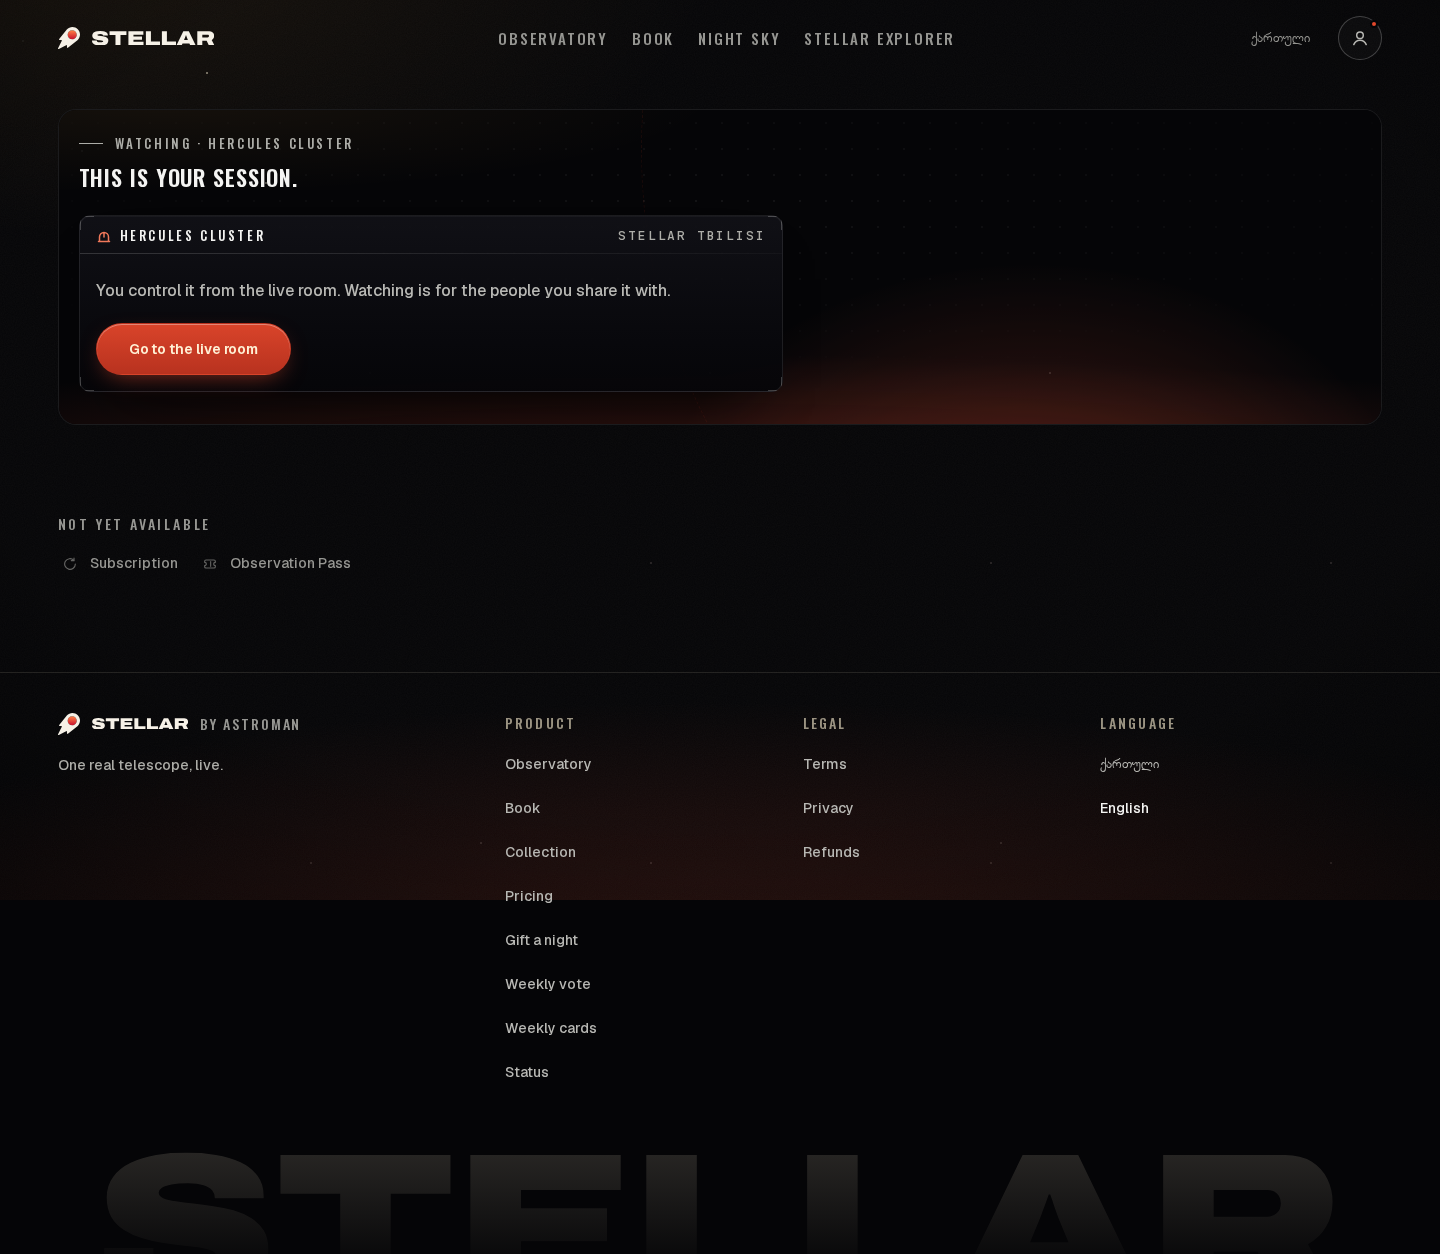 STELLAR
OBSERVATORY BOOK NIGHT SKY STELLAR EXPLORER
ქართული
WATCHING · HERCULES CLUSTER
THIS IS YOUR SESSION.
HERCULES CLUSTER
STELLAR TBILISI
You control it from the live room. Watching is for the people you share it with.
Go to the live room
NOT YET AVAILABLE
Subscription
Observation Pass
STELLAR BY ASTROMAN
One real telescope, live.
PRODUCT
Observatory
Book
Collection
Pricing
Gift a night
Weekly vote
Weekly cards
Status
LEGAL
Terms
Privacy
Refunds
LANGUAGE
ქართული
English
STELLAR